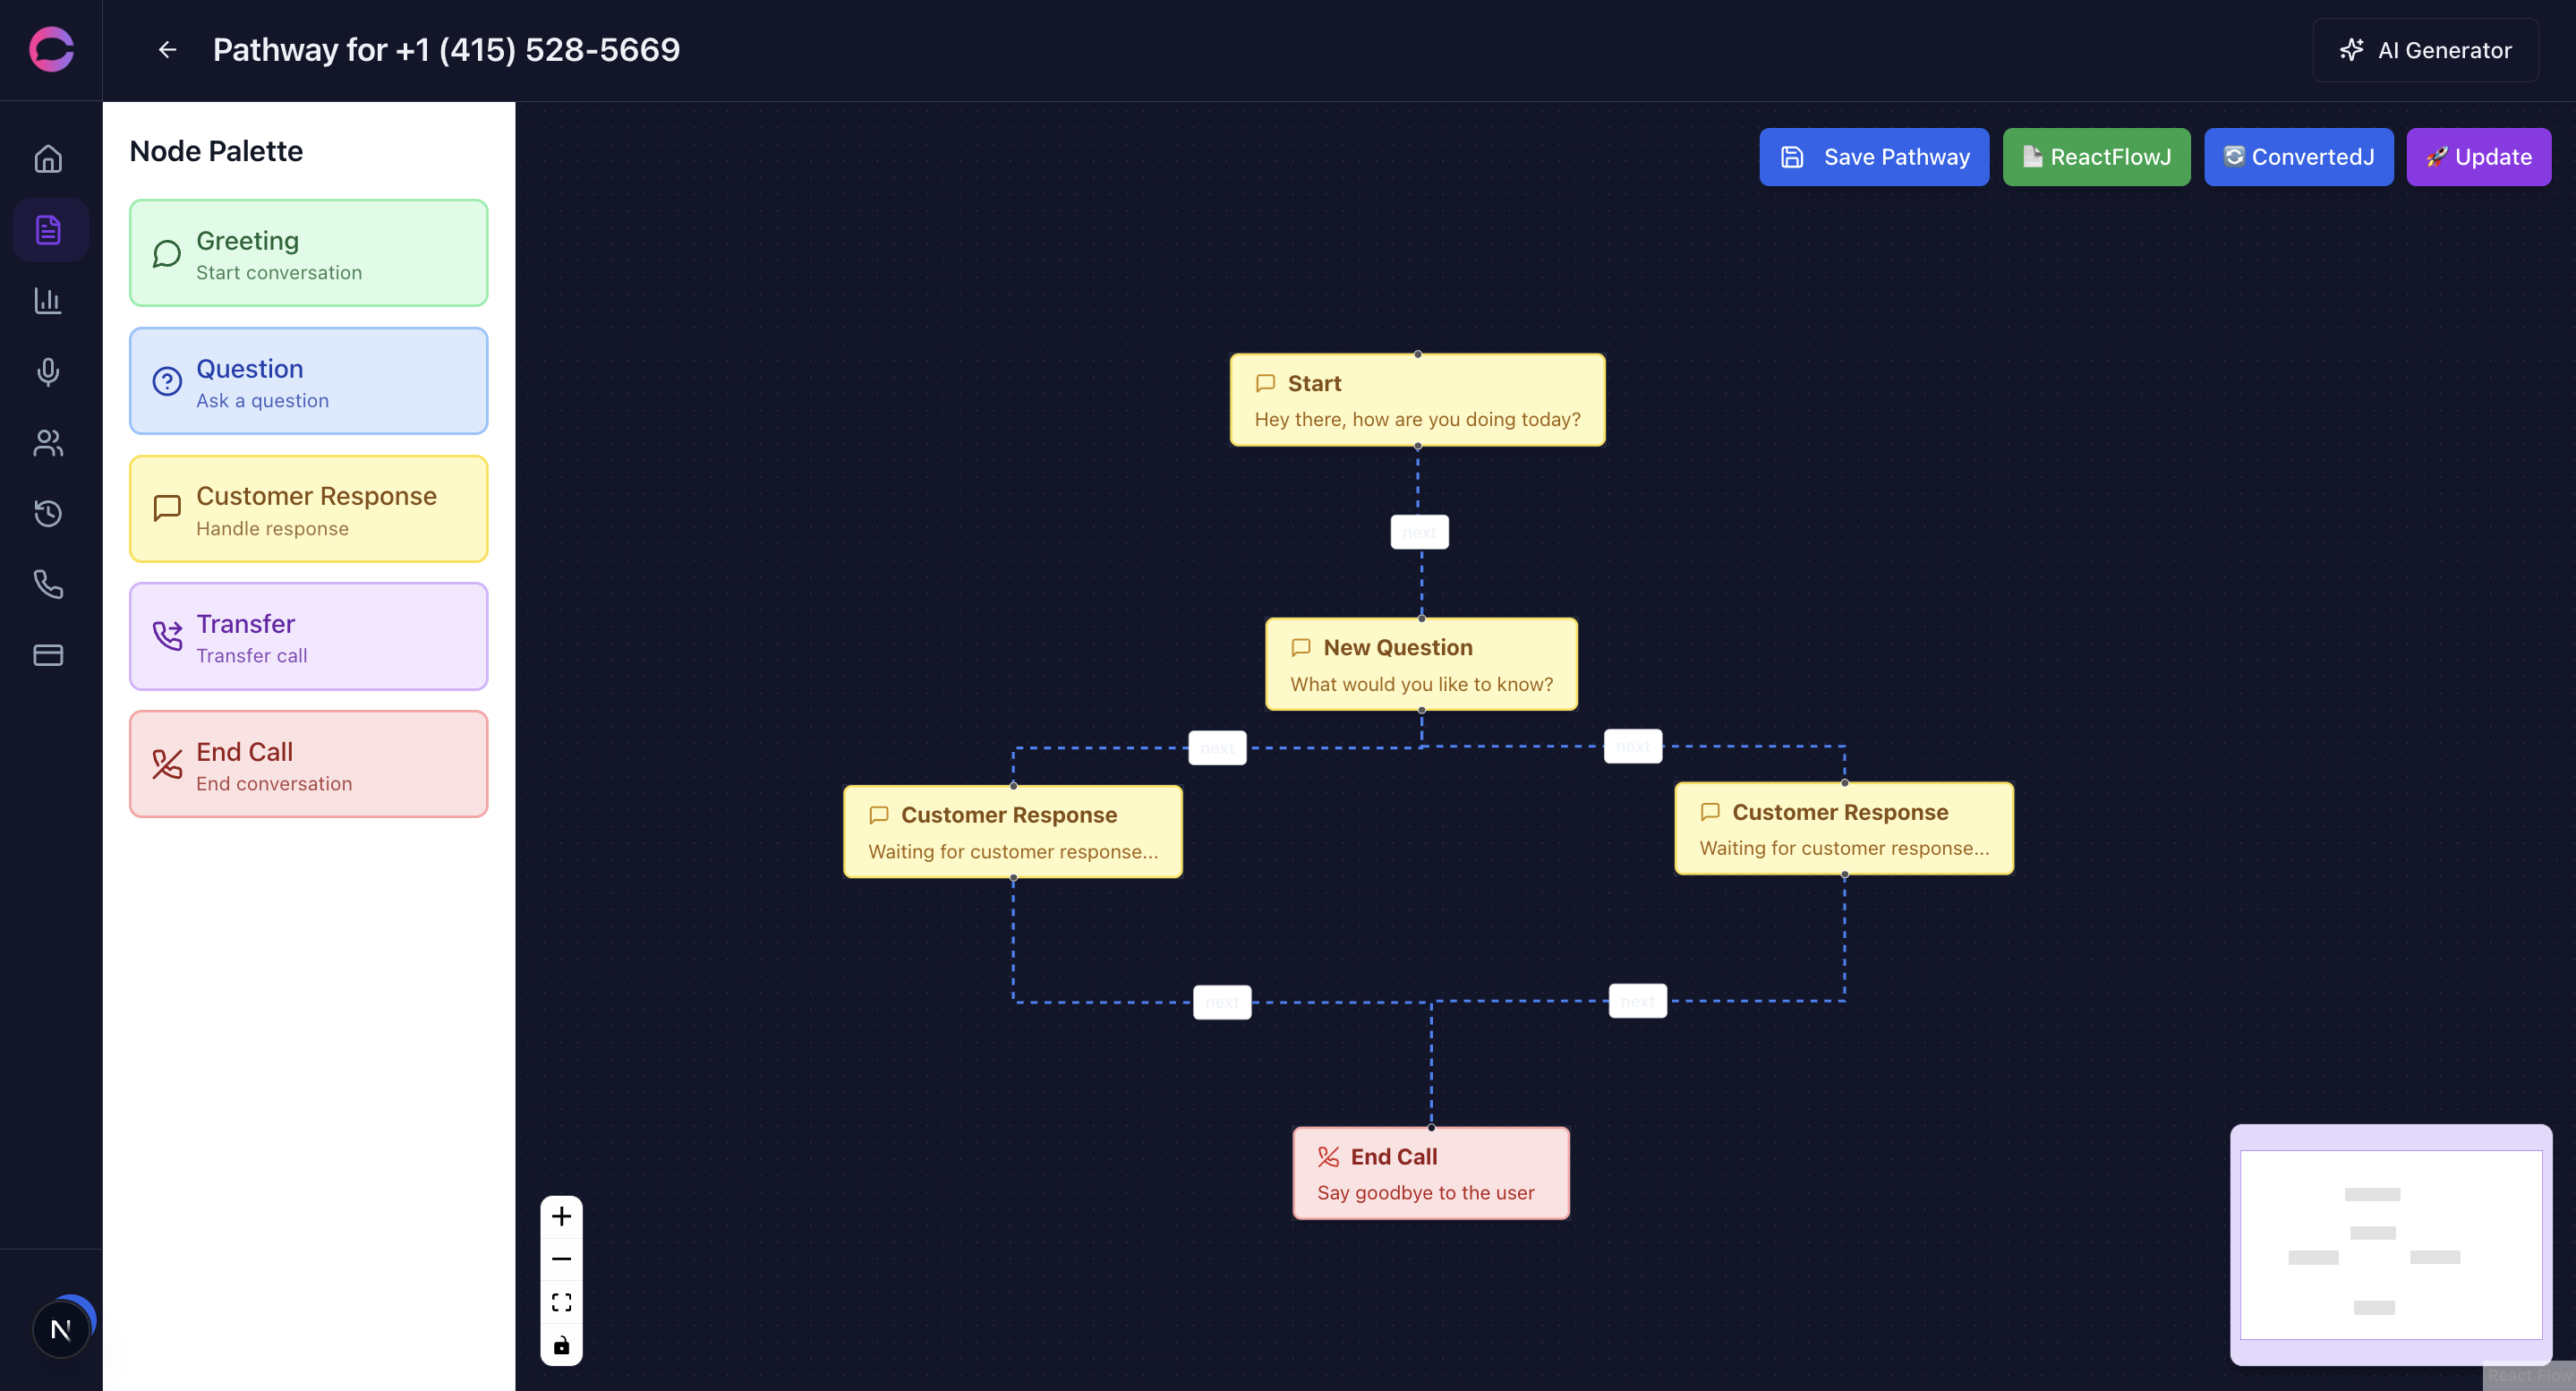 Pathway for +1 (415) 528-5669
AI Generator
Node Palette
Greeting
Start conversation
Question
Ask a question
Customer Response
Handle response
Transfer
Transfer call
End Call
End conversation
Save Pathway
ReactFlowJ
ConvertedJ
Update
Start
Hey there, how are you doing today?
next
New Question
What would you like to know?
next
next
Customer Response
Waiting for customer response...
Customer Response
Waiting for customer response...
next
next
End Call
Say goodbye to the user
N
React Flow